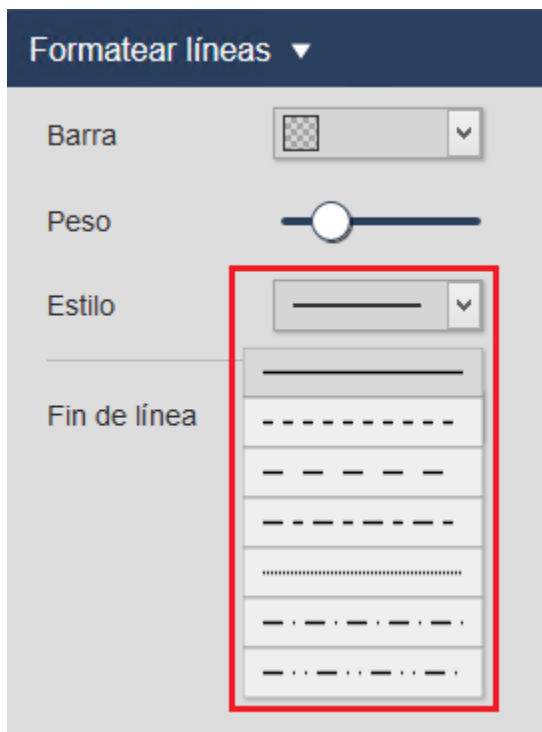 Formatear líneas
Barra
Peso
Estilo
Fin de línea